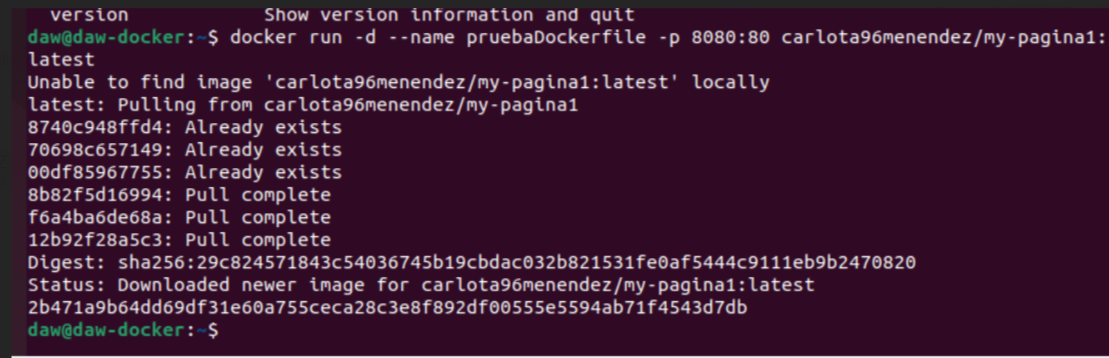 version              Show version information and quit
daw@daw-docker:~$ docker run -d --name pruebaDockerfile -p 8080:80 carlota96menendez/my-pagina1:
latest
Unable to find image 'carlota96menendez/my-pagina1:latest' locally
latest: Pulling from carlota96menendez/my-pagina1
8740c948ffd4: Already exists
70698c657149: Already exists
00df85967755: Already exists
8b82f5d16994: Pull complete
f6a4ba6de68a: Pull complete
12b92f28a5c3: Pull complete
Digest: sha256:29c824571843c54036745b19cbdac032b821531fe0af5444c9111eb9b2470820
Status: Downloaded newer image for carlota96menendez/my-pagina1:latest
2b471a9b64dd69df31e60a755ceca28c3e8f892df00555e5594ab71f4543d7db
daw@daw-docker:~$